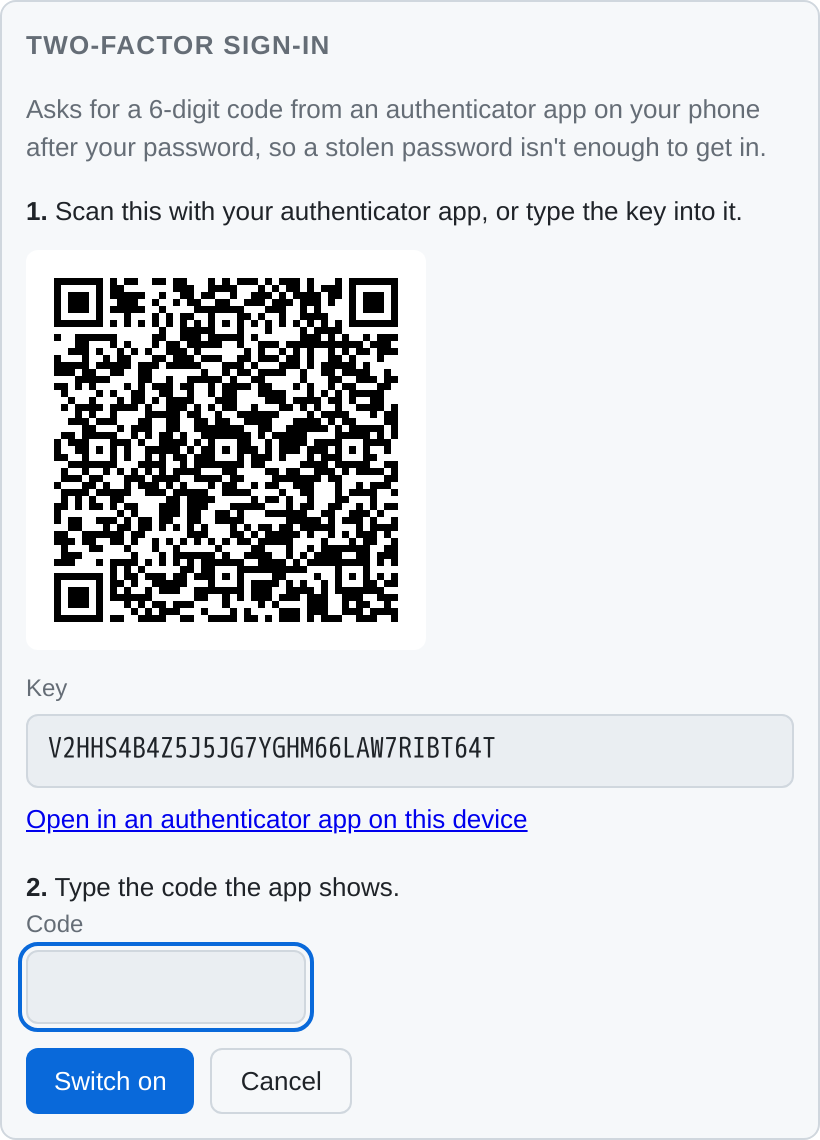 TWO-FACTOR SIGN-IN
Asks for a 6-digit code from an authenticator app on your phone
after your password, so a stolen password isn't enough to get in.
1. Scan this with your authenticator app, or type the key into it.
Key
V2HHS4B4Z5J5JG7YGHM66LAW7RIBT64T
Open in an authenticator app on this device
2. Type the code the app shows.
Code
Switch on
Cancel